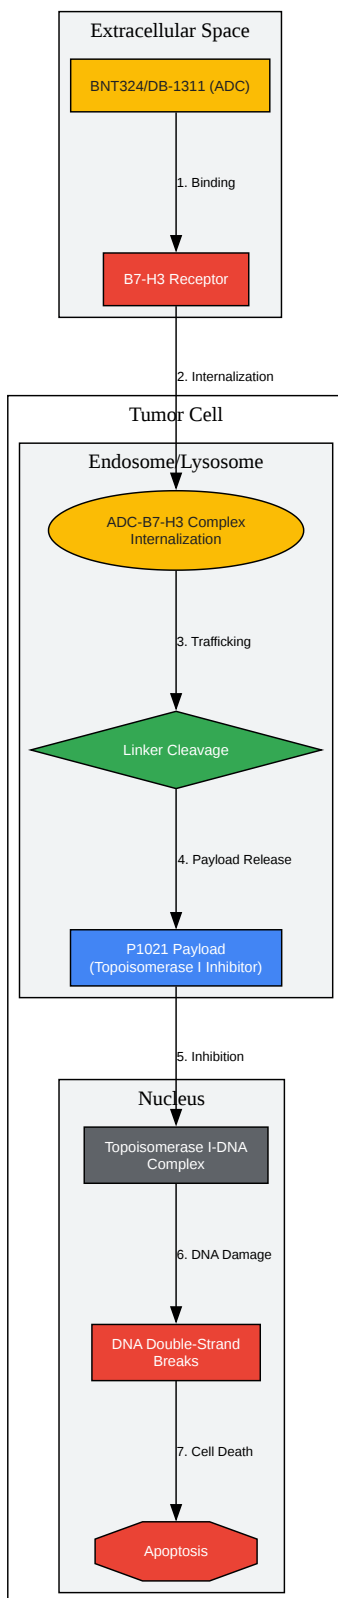 Extracellular Space
BNT324/DB-1311 (ADC)
1. Binding
B7-H3 Receptor
2. Internalization
Tumor Cell
Endosome/Lysosome
ADC-B7-H3 Complex
Internalization
3. Trafficking
Linker Cleavage
4. Payload Release
P1021 Payload
(Topoisomerase I Inhibitor)
5. Inhibition
Nucleus
Topoisomerase I-DNA
Complex
6. DNA Damage
DNA Double-Strand
Breaks
7. Cell Death
Apoptosis